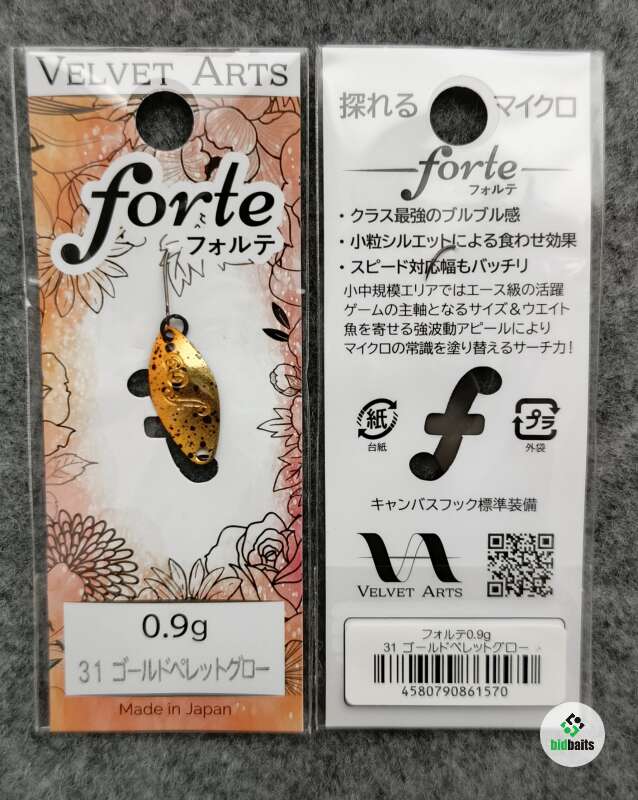 VELVET ARTS
forte
フォルテ
0.9g
31 ゴールドペレットグロー
Made in Japan
探れる マイクロ
forte
フォルテ
・クラス最強のブルブル感
・小粒シルエットによる食わせ効果
・スピード対応幅もバッチリ
小中規模エリアではエース級の活躍
ゲームの主軸となるサイズ＆ウエイト
魚を寄せる強波動アピールにより
マイクロの常識を塗り替えるサーチ力!
紙
台紙
プラ
外袋
f
キャンバスフック標準装備
VELVET ARTS
フォルテ0.9g
31 ゴールドペレットグロー
4580790861570
bidbaits